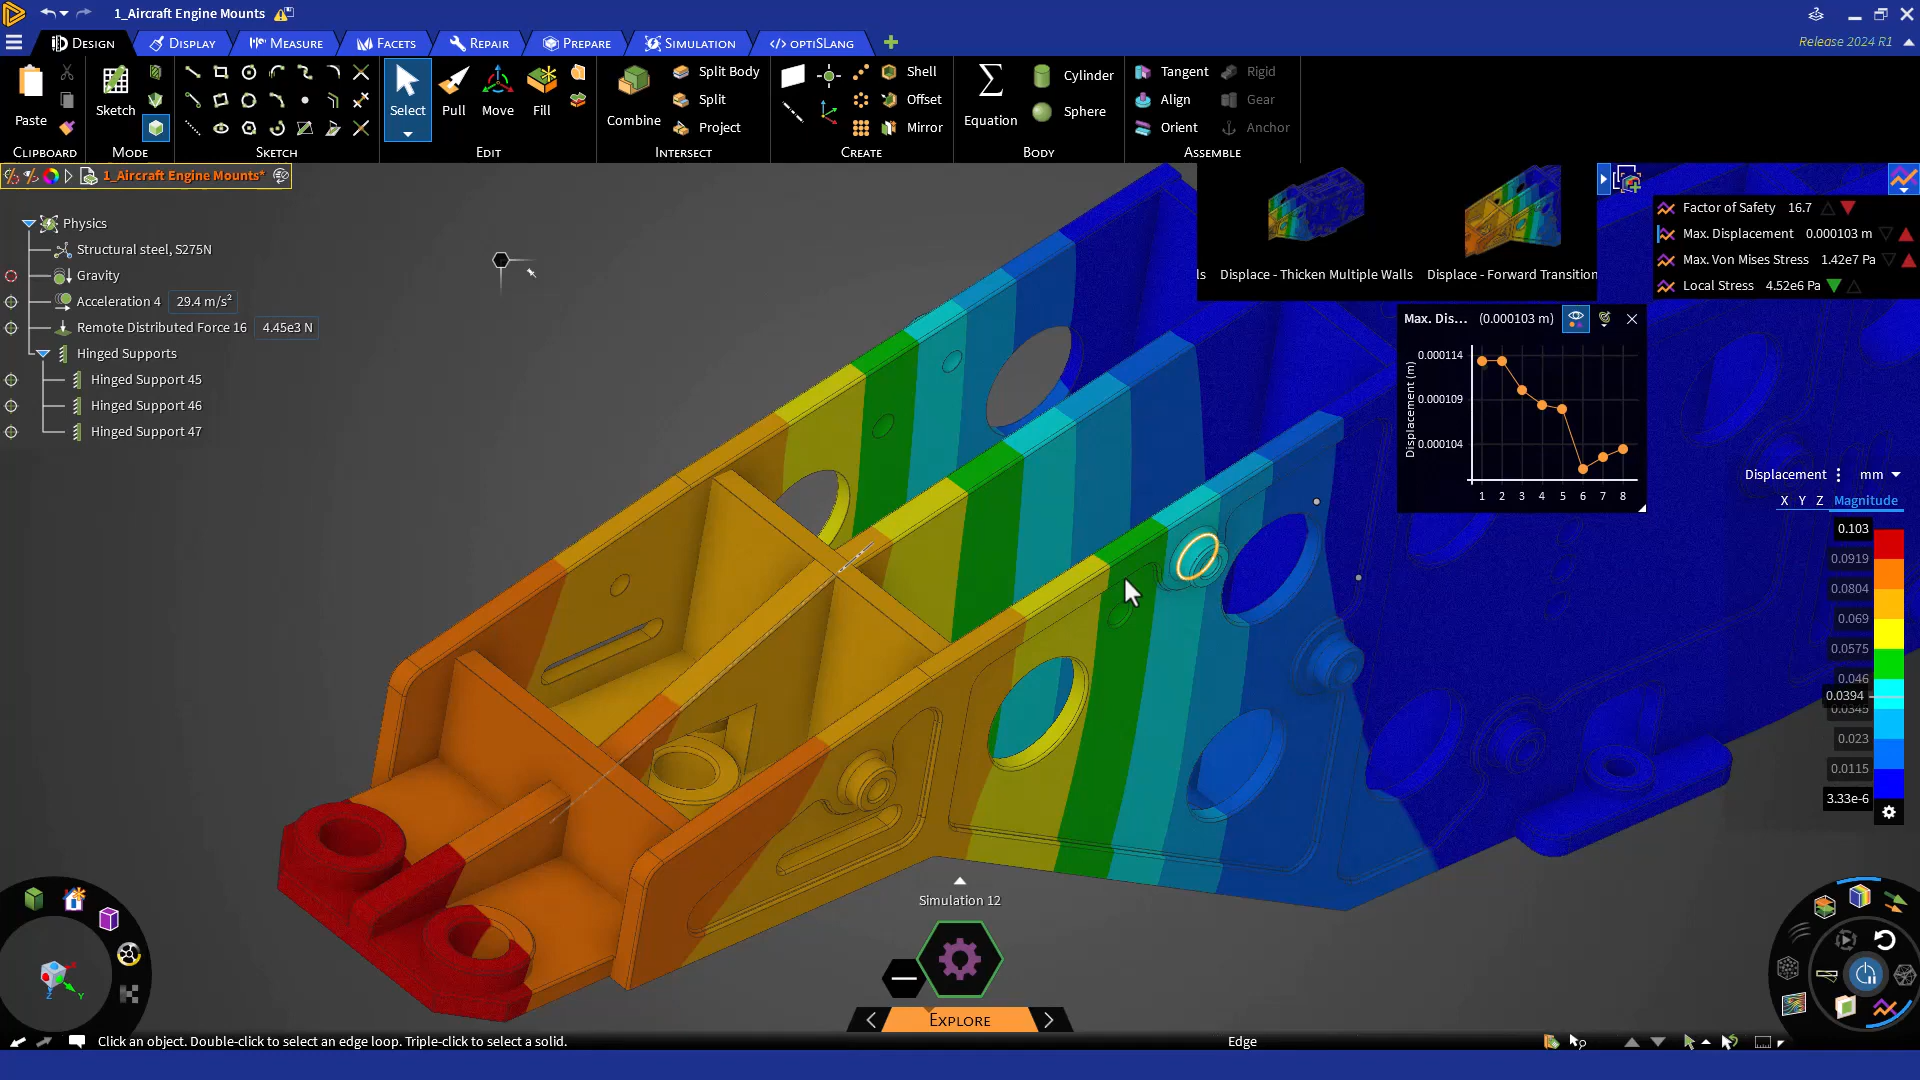 1_Aircraft Engine Mounts
DESIGN
DISPLAY
MEASURE
FACETS
REPAIR
PREPARE
SIMULATION
OPTISLANG
Release 2024 R1
Paste
CLIPBOARD
Sketch
MODE
SKETCH
Select
Pull
Move
Fill
EDIT
Combine
Split Body
Split
Project
INTERSECT
Shell
Offset
Mirror
CREATE
Equation
Cylinder
Sphere
BODY
Tangent
Align
Orient
Rigid
Gear
Anchor
ASSEMBLE
1_Aircraft Engine Mounts*
Physics
Structural steel, S275N
Gravity
Acceleration 4 29.4 m/s²
Remote Distributed Force 16 4.45e3 N
Hinged Supports
Hinged Support 45
Hinged Support 46
Hinged Support 47
ls Displace - Thicken Multiple Walls Displace - Forward Transition
Factor of Safety 16.7
Max. Displacement 0.000103 m
Max. Von Mises Stress 1.42e7 Pa
Local Stress 4.52e6 Pa
Max. Dis... (0.000103 m)
Displacement (m)
0.000114
0.000109
0.000104
1 2 3 4 5 6 7 8
Displacement mm
X Y Z Magnitude
0.103
0.0919
0.0804
0.069
0.0575
0.046
0.0394
0.0345
0.023
0.0115
3.33e-6
Simulation 12
EXPLORE
Z
Y
Click an object. Double-click to select an edge loop. Triple-click to select a solid.
Edge